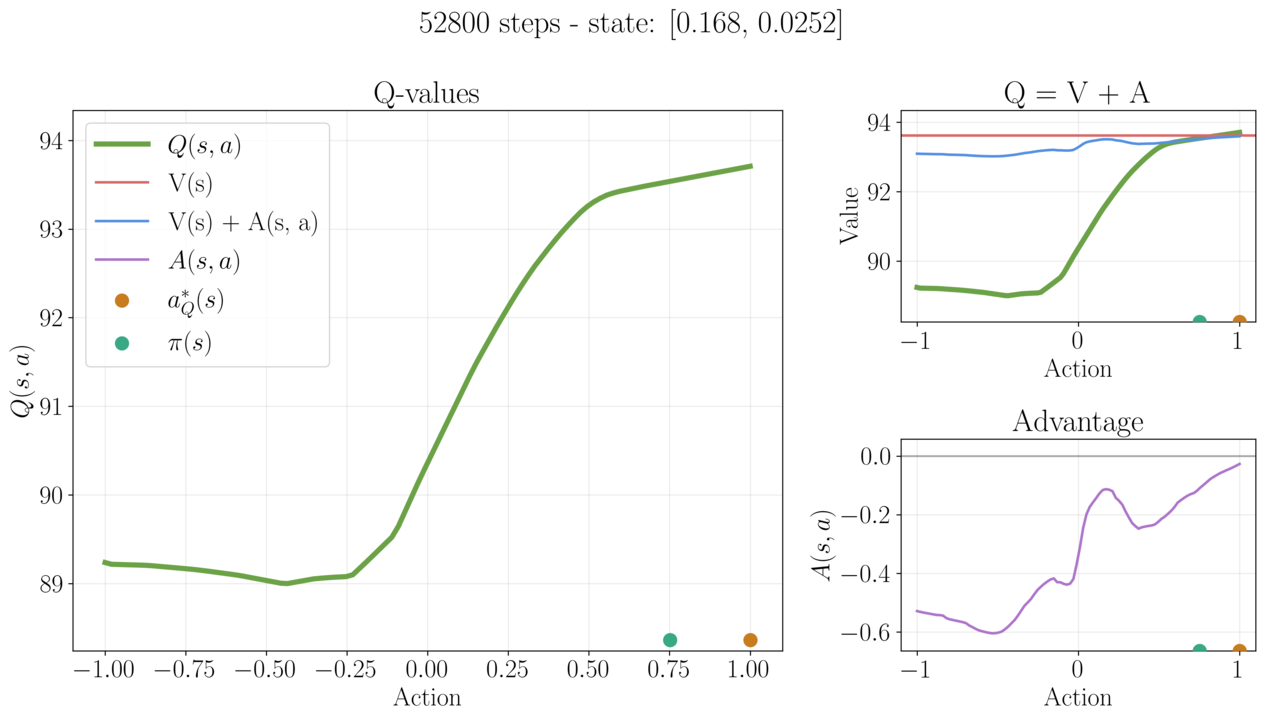 52800 steps - state: [0.168, 0.0252]
Q-values
94
93
92
91
90
89
Q(s, a)
−1.00 −0.75 −0.50 −0.25 0.00 0.25 0.50 0.75 1.00
Action
Q(s, a)
V(s)
V(s) + A(s, a)
A(s, a)
a*Q(s)
π(s)
Q = V + A
94
92
90
Value
−1 0 1
Action
Advantage
0.0
−0.2
−0.4
−0.6
A(s, a)
−1 0 1
Action